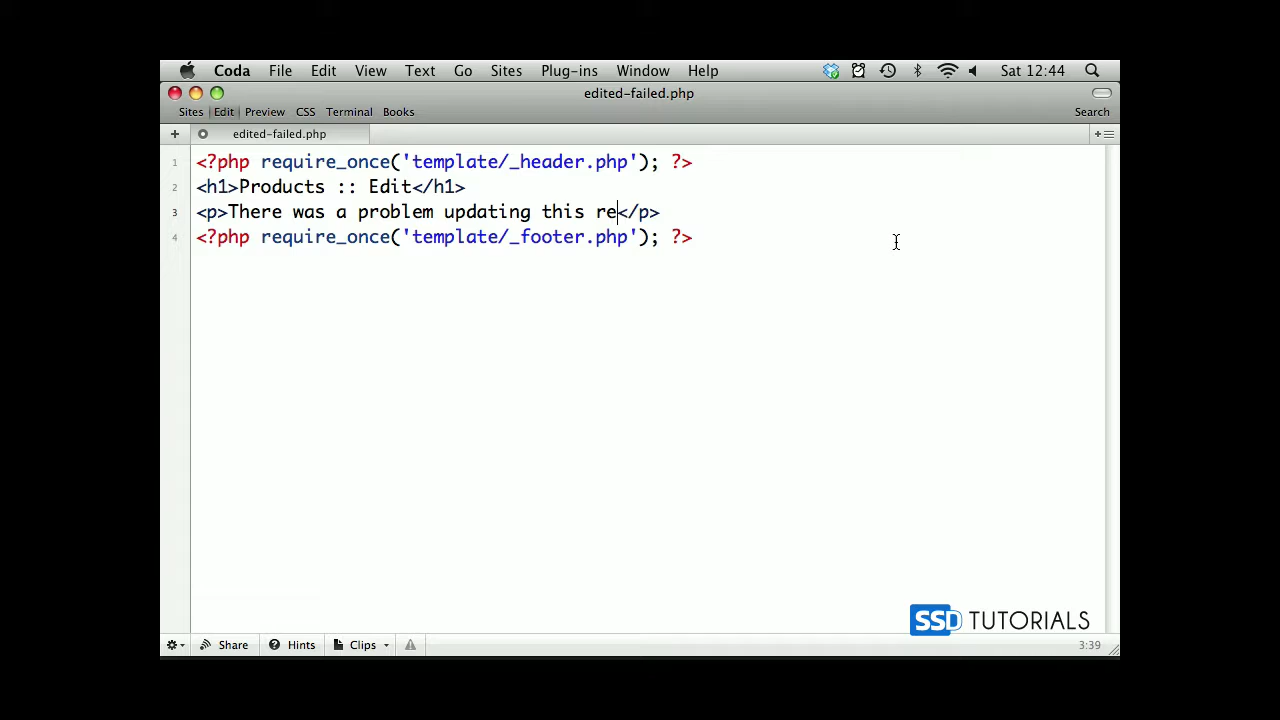 Coda File Edit View Text Go Sites Plug-ins Window Help Sat 12:44
edited-failed.php
Sites Edit Preview CSS Terminal Books Search
+ edited-failed.php +
1 <?php require_once('template/_header.php'); ?>
2 <h1>Products :: Edit</h1>
3 <p>There was a problem updating this re</p>
4 <?php require_once('template/_footer.php'); ?>
SSD TUTORIALS
Share Hints Clips 3:39